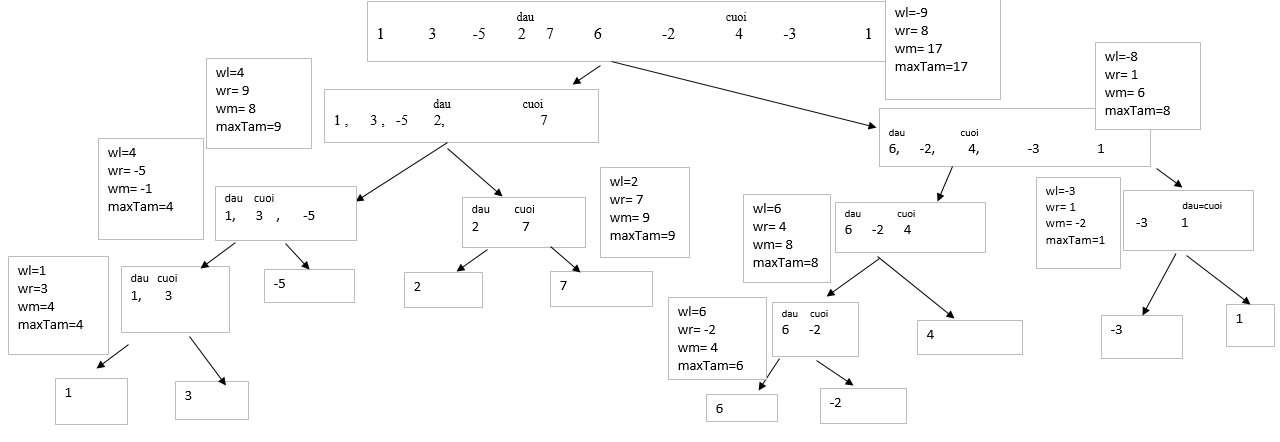 dau cuoi
1 3 -5 2 7 6 -2 4 -3 1
wl=-9
wr= 8
wm= 17
maxTam=17
wl=4
wr= 9
wm= 8
maxTam=9
dau cuoi
1 , 3 , -5 2, 7
wl=-8
wr= 1
wm= 6
maxTam=8
dau cuoi
6, -2, 4, -3 1
wl=4
wr= -5
wm= -1
maxTam=4
dau cuoi
1, 3 , -5
dau cuoi
2 7
wl=2
wr= 7
wm= 9
maxTam=9
wl=6
wr= 4
wm= 8
maxTam=8
dau cuoi
6 -2 4
wl=-3
wr= 1
wm= -2
maxTam=1
dau=cuoi
-3 1
wl=1
wr=3
wm=4
maxTam=4
dau cuoi
1, 3
-5
2
7
wl=6
wr= -2
wm= 4
maxTam=6
dau cuoi
6 -2
4
-3
1
1
3
6
-2